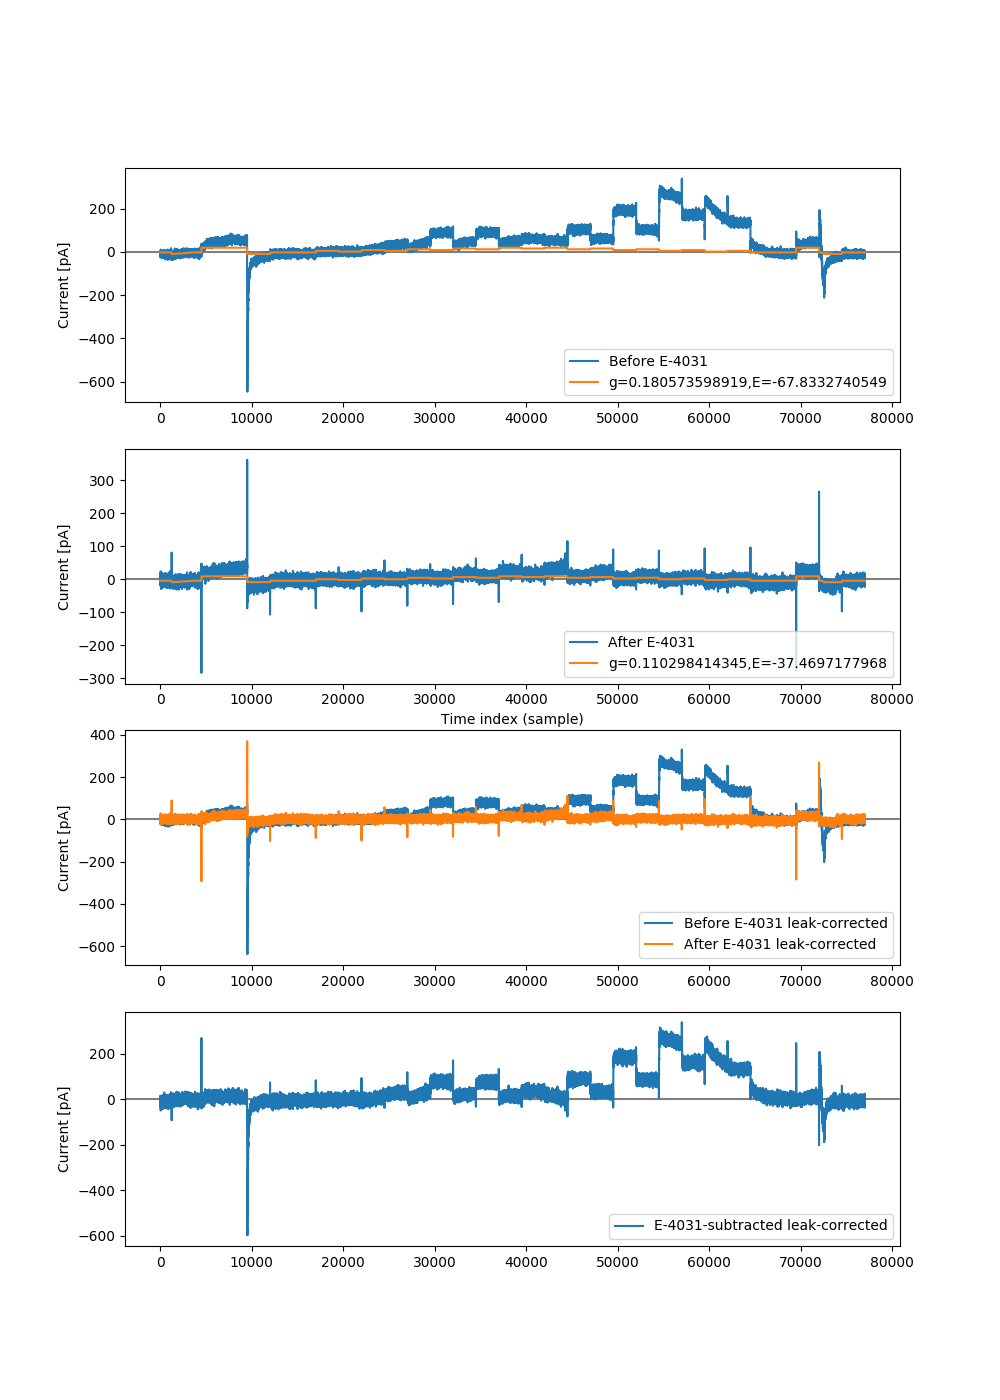 200
0
−200
−400
−600
Current [pA]
Before E-4031
g=0.180573598919,E=-67.8332740549
0 10000 20000 30000 40000 50000 60000 70000 80000
300
200
100
0
−100
−200
−300
Current [pA]
After E-4031
g=0.110298414345,E=-37.4697177968
0 10000 20000 30000 40000 50000 60000 70000 80000
Time index (sample)
400
200
0
−200
−400
−600
Current [pA]
Before E-4031 leak-corrected
After E-4031 leak-corrected
0 10000 20000 30000 40000 50000 60000 70000 80000
200
0
−200
−400
−600
Current [pA]
E-4031-subtracted leak-corrected
0 10000 20000 30000 40000 50000 60000 70000 80000